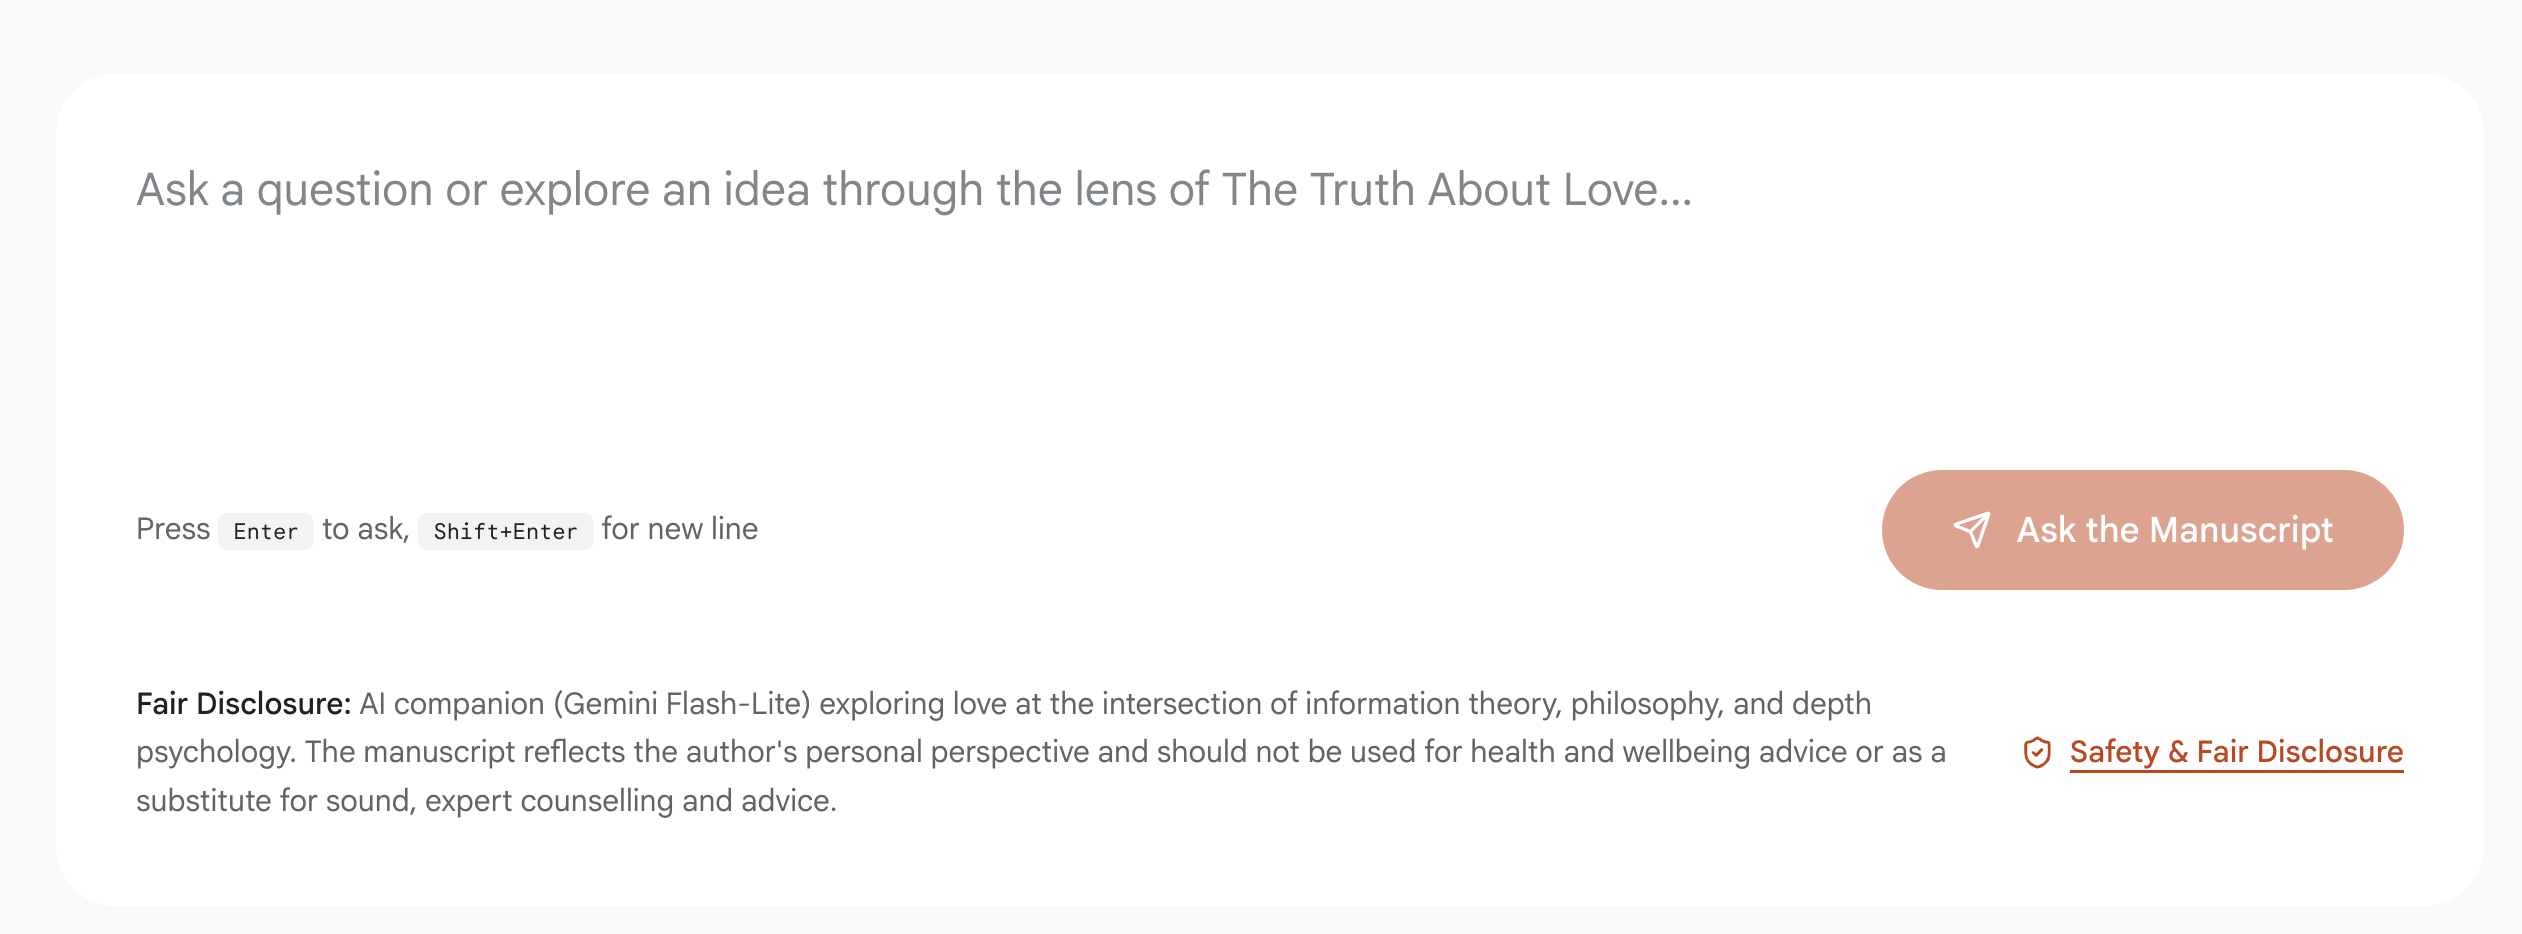 Ask a question or explore an idea through the lens of The Truth About Love...
Press Enter to ask, Shift+Enter for new line
Ask the Manuscript
Fair Disclosure: AI companion (Gemini Flash-Lite) exploring love at the intersection of information theory, philosophy, and depth
psychology. The manuscript reflects the author's personal perspective and should not be used for health and wellbeing advice or as a
substitute for sound, expert counselling and advice.
Safety & Fair Disclosure